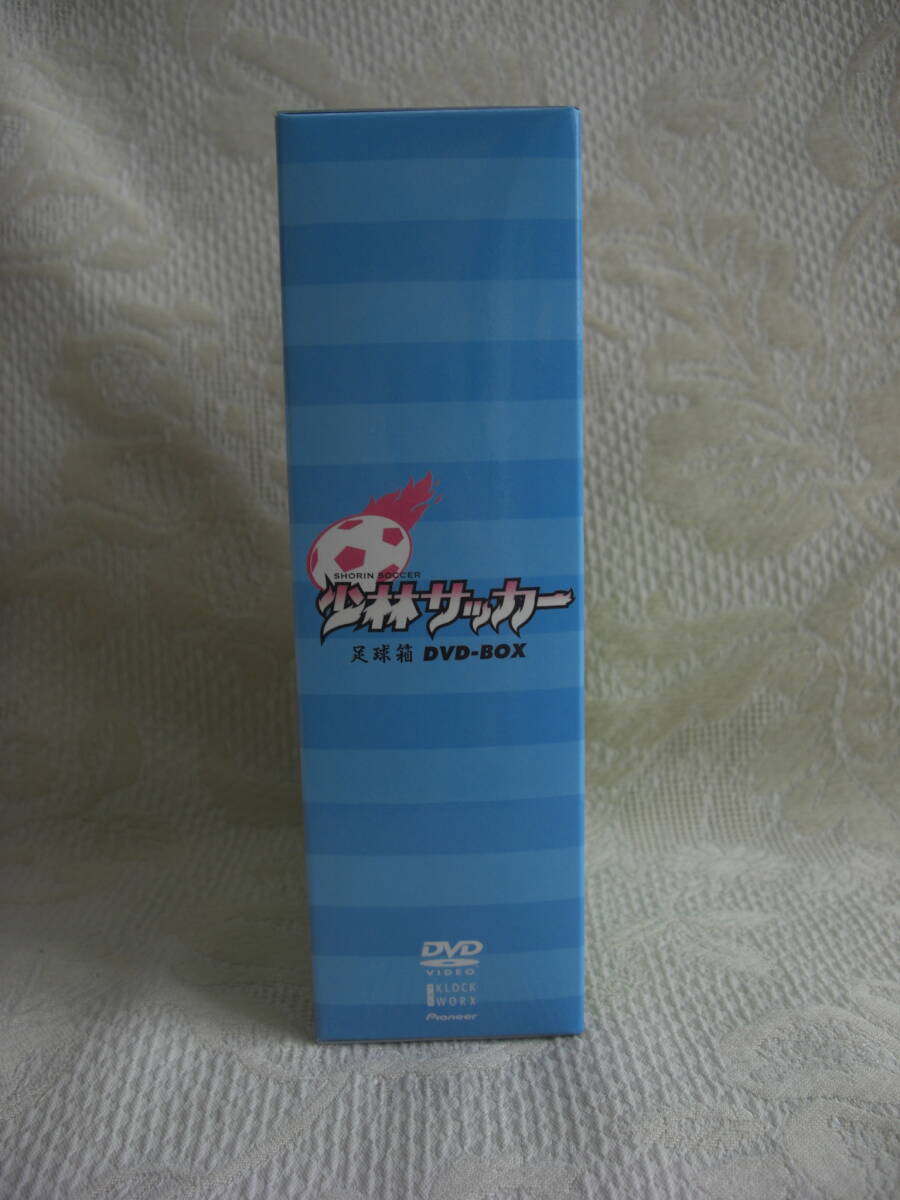 SHORIN SOCCER
少林サッカー
足球箱 DVD-BOX
DVD
VIDEO
KLOCK
WORX
Pioneer